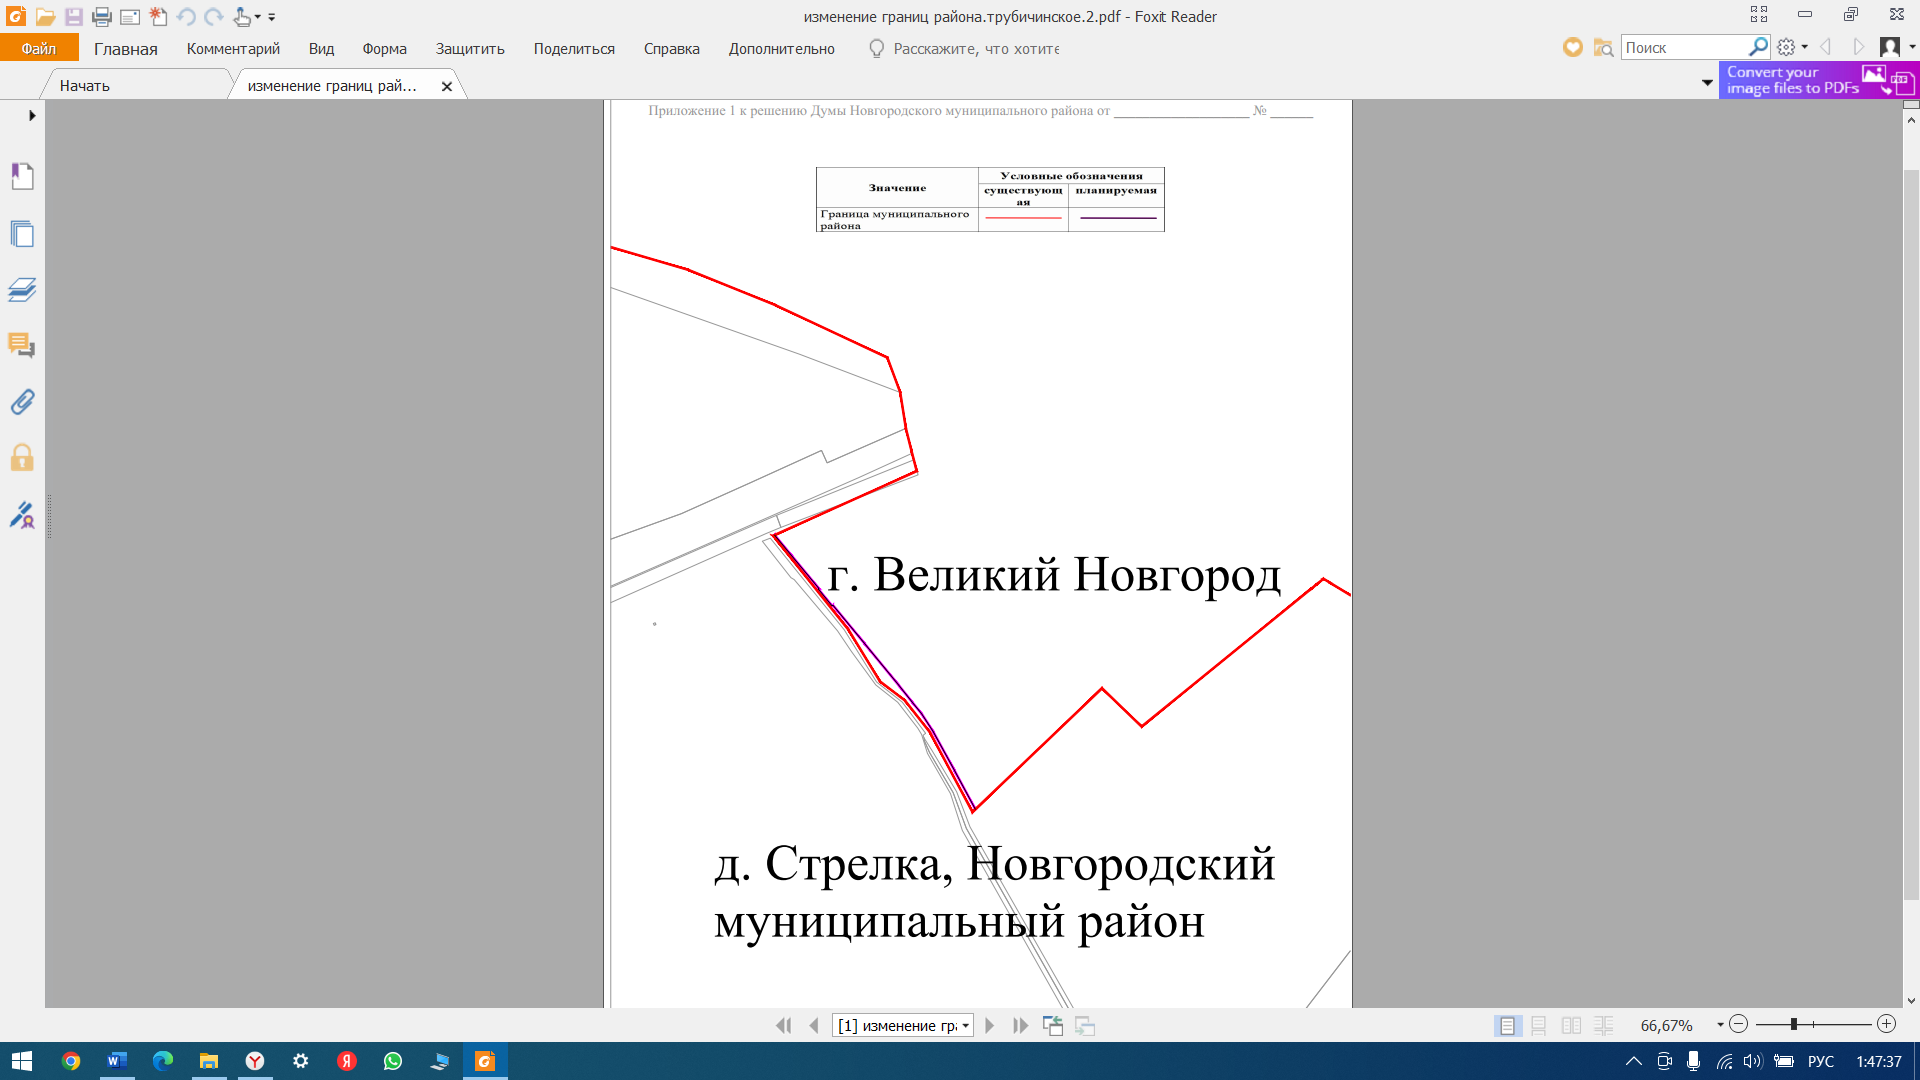 изменение границ района.трубичинское.2.pdf - Foxit Reader
Файл Главная Комментарий Вид Форма Защитить Поделиться Справка Дополнительно Расскажите, что хотите Поиск
Начать изменение границ рай... Convert your
image files to PDFs
Приложение 1 к решению Думы Новгородского муниципального района от ___________________ № ______
Значение
Условные обозначения
существующ
ая
планируемая
Граница муниципального
района
г. Великий Новгород
д. Стрелка, Новгородский
муниципальный район
[1] изменение гра 66,67%
РУС 1:47:37